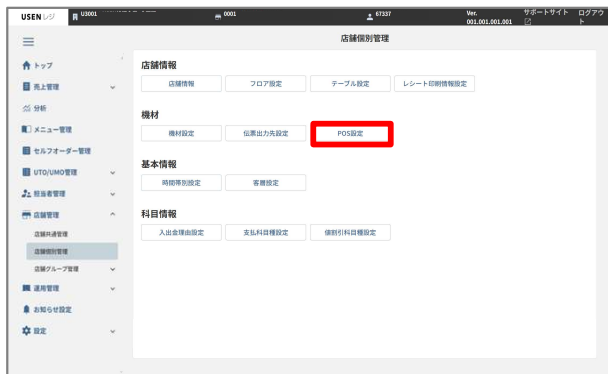 USEN レジ U3001 0001 67337 Ver. 001.001.001.001 サポートサイト ログアウト
店舗個別管理
トップ
売上管理
分析
メニュー管理
セルフオーダー管理
UTO/UMO管理
担当者管理
店舗管理
店舗共通管理
店舗個別管理
店舗グループ管理
運用管理
お知らせ設定
設定
店舗情報
店舗情報 フロア設定 テーブル設定 レシート印刷情報設定
機材
機材設定 伝票出力先設定 POS設定
基本情報
時間帯別設定 客層設定
科目情報
入出金理由設定 支払科目種設定 値割引科目種設定